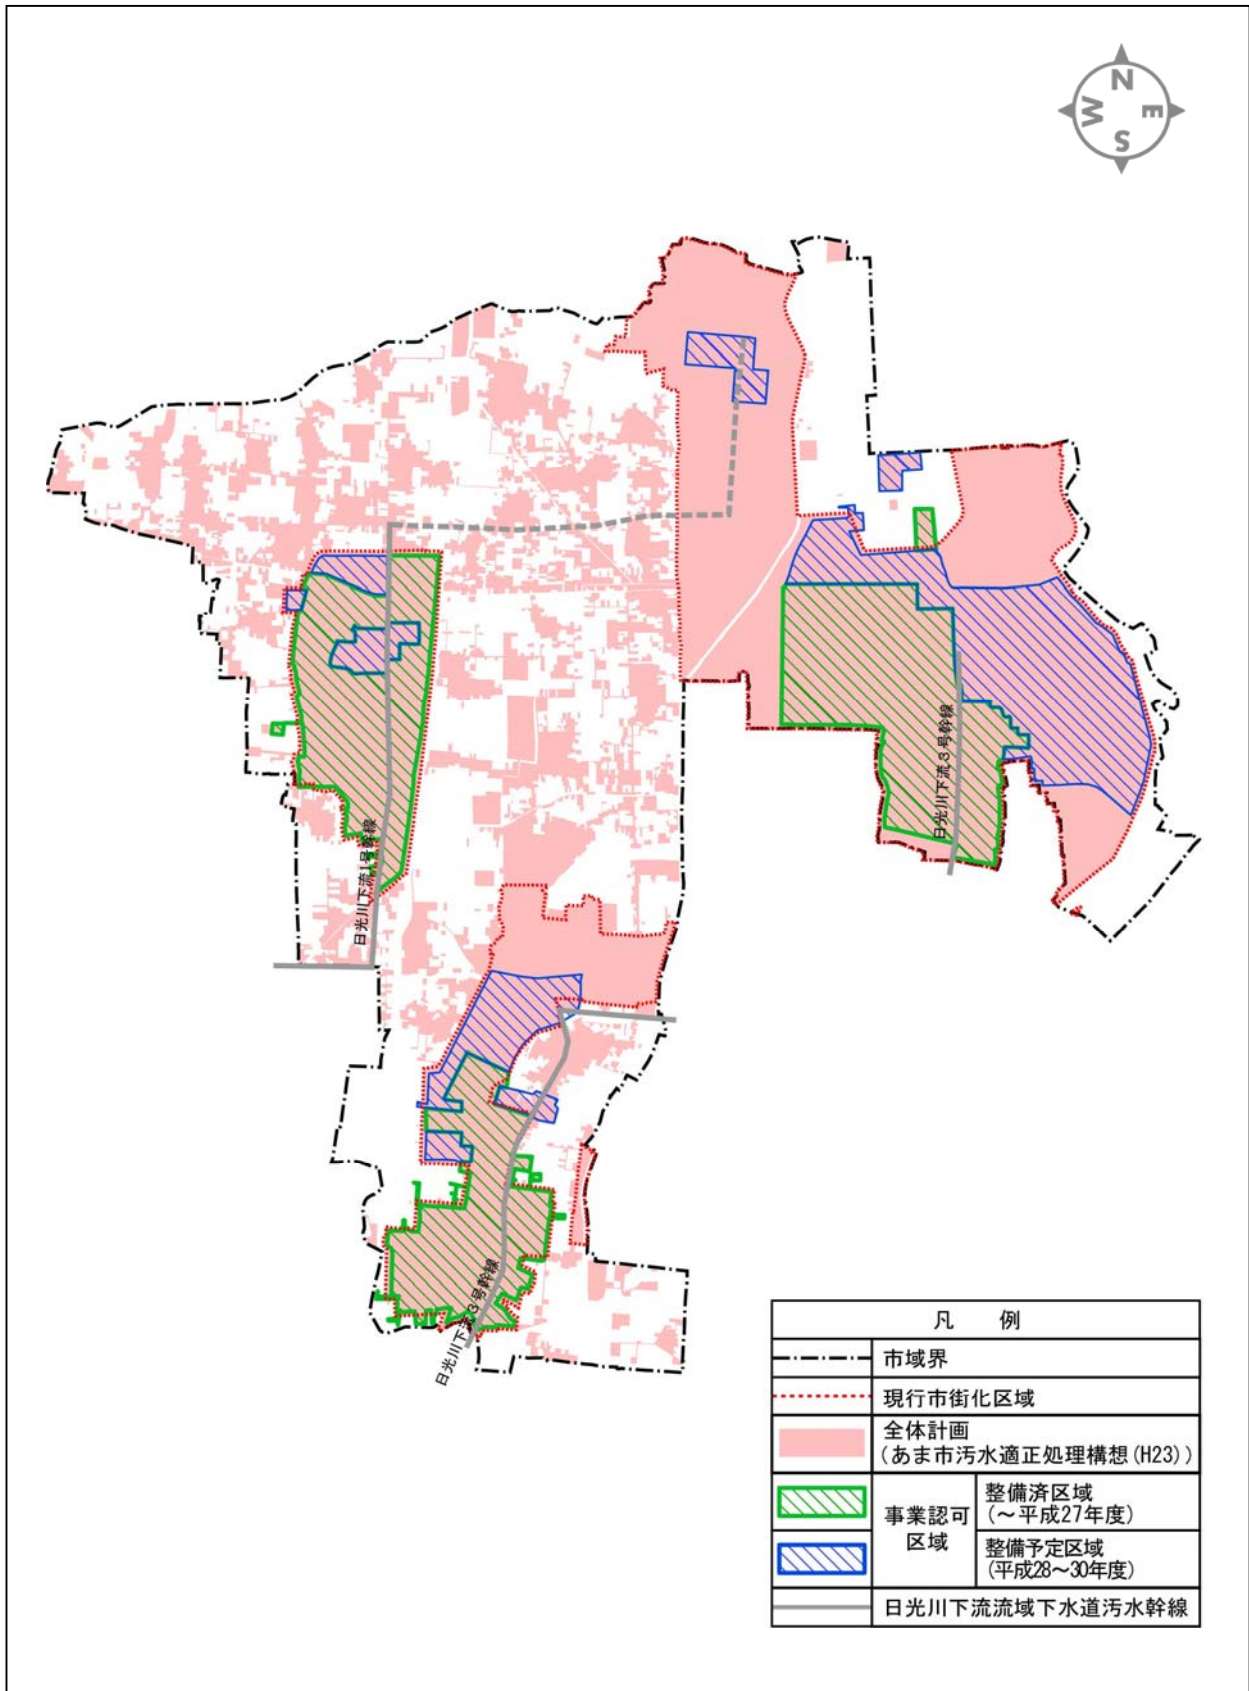 N
W
E
S
日光川下流1号幹線
日光川下流3号幹線
日光川下流3号幹線
凡 例
市域界
現行市街化区域
全体計画
(あま市汚水適正処理構想(H23))
事業認可
区域
整備済区域
(～平成27年度)
整備予定区域
(平成28～30年度)
日光川下流流域下水道汚水幹線